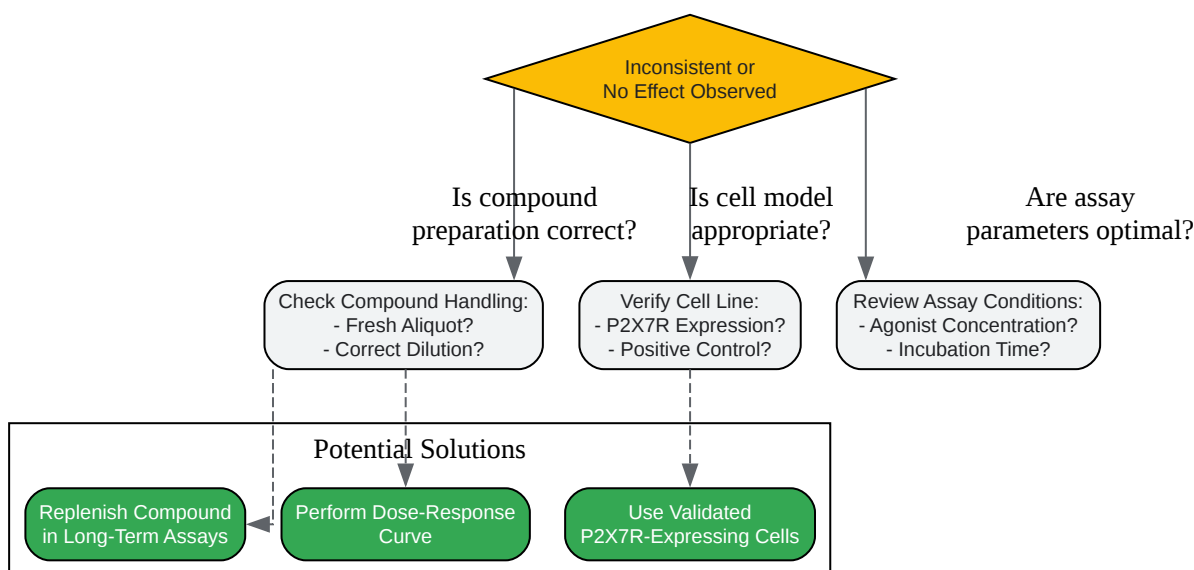 Inconsistent or
No Effect Observed
Is compound
preparation correct?
Is cell model
appropriate?
Are assay
parameters optimal?
Check Compound Handling:
- Fresh Aliquot?
- Correct Dilution?
Verify Cell Line:
- P2X7R Expression?
- Positive Control?
Review Assay Conditions:
- Agonist Concentration?
- Incubation Time?
Potential Solutions
Replenish Compound
in Long-Term Assays
Perform Dose-Response
Curve
Use Validated
P2X7R-Expressing Cells